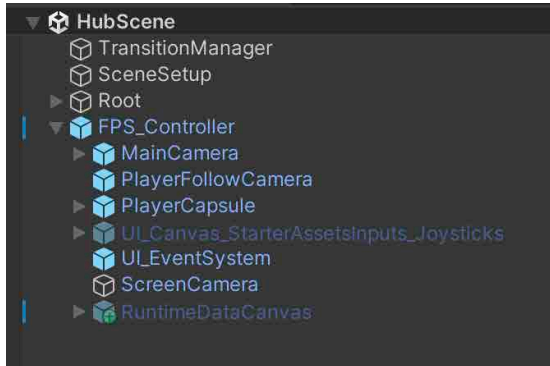 HubScene
TransitionManager
SceneSetup
Root
FPS_Controller
MainCamera
PlayerFollowCamera
PlayerCapsule
UI_Canvas_StarterAssetsInputs_Joysticks
UI_EventSystem
ScreenCamera
RuntimeDataCanvas